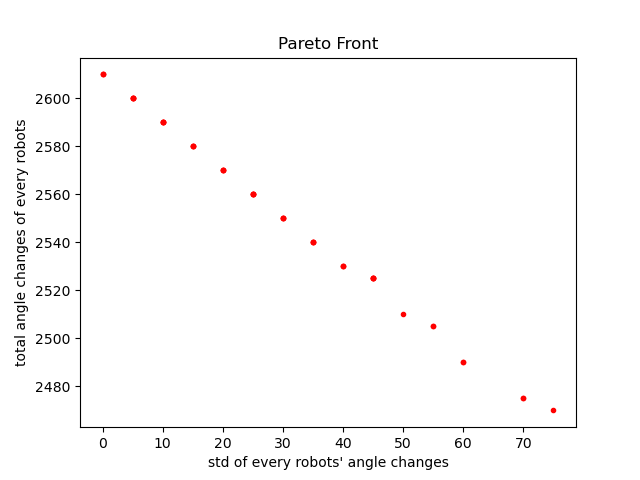 Pareto Front
total angle changes of every robots
2600
2580
2560
2540
2520
2500
2480
0 10 20 30 40 50 60 70
std of every robots' angle changes